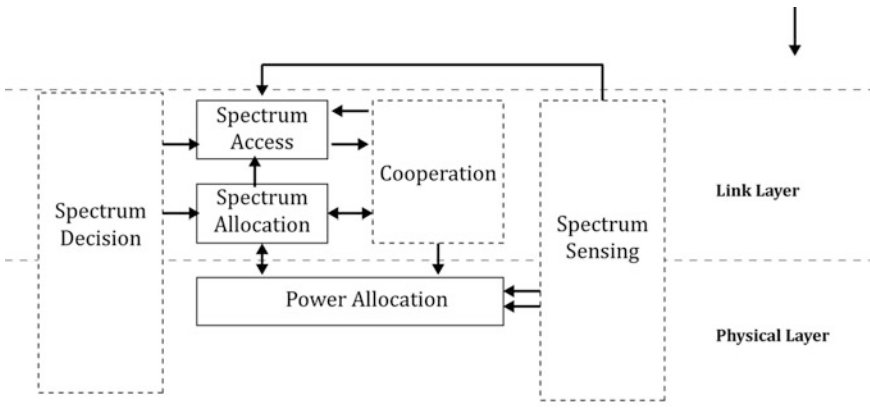 Spectrum
Access
Cooperation
Link Layer
Spectrum
Decision
Spectrum
Allocation
Spectrum
Sensing
Power Allocation
Physical Layer